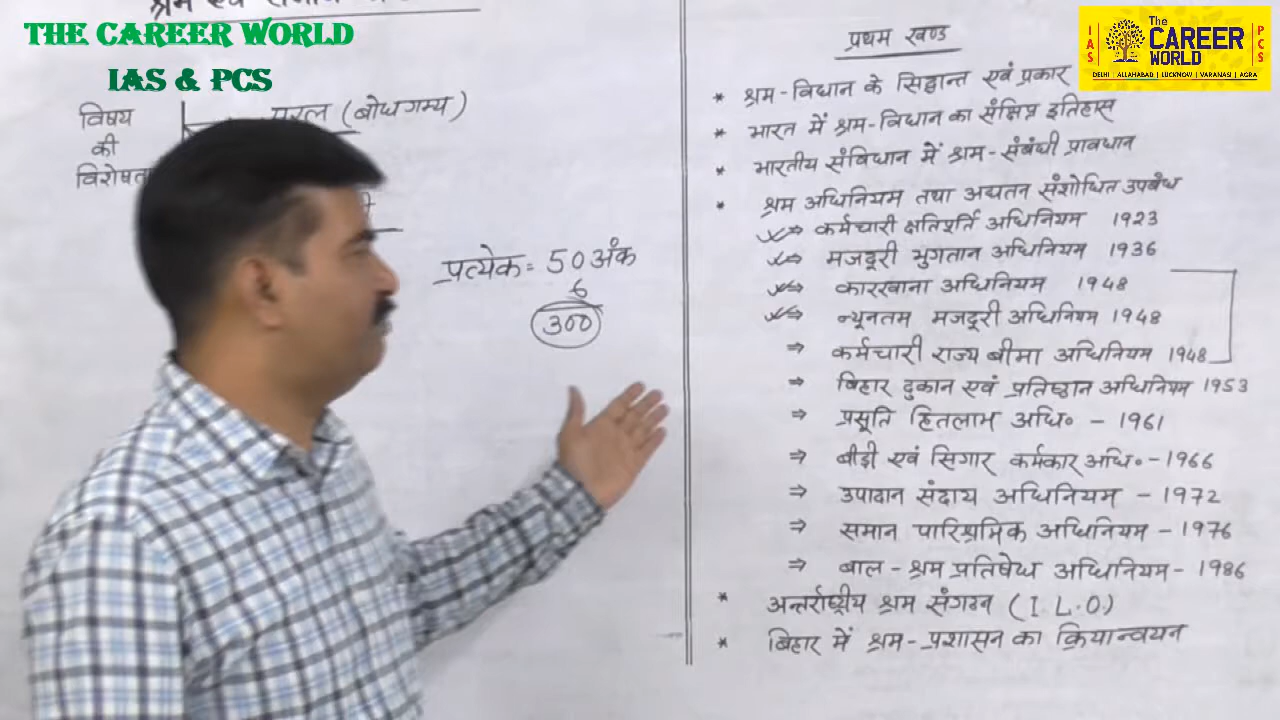 श्रम एवं
THE CAREER WORLD
IAS & PCS
विषय
की
सरल (बोधगम्य)
प्रत्येक = 50 अंक
6
300
प्रथम खण्ड
* श्रम-विधान के सिद्धान्त एवं प्रकार
* भारत में श्रम-विधान का संक्षिप्त इतिहास
* भारतीय संविधान में श्रम-संबंधी प्रावधान
* श्रम अधिनियम तथा अद्यतन संशोधित उपबंध
⇒ कर्मचारी क्षतिपूर्ति अधिनियम 1923
⇒ मजदूरी भुगतान अधिनियम 1936
⇒ कारखाना अधिनियम 1948
⇒ न्यूनतम मजदूरी अधिनियम 1948
⇒ कर्मचारी राज्य बीमा अधिनियम 1948
⇒ बिहार दुकान एवं प्रतिष्ठान अधिनियम 1953
⇒ प्रसूति हितलाभ अधि० - 1961
⇒ बीड़ी एवं सिगार कर्मकार अधि० - 1966
⇒ उपादान संदाय अधिनियम - 1972
⇒ समान पारिश्रमिक अधिनियम - 1976
⇒ बाल - श्रम प्रतिषेध अधिनियम - 1986
* अन्तर्राष्ट्रीय श्रम संगठन (I.L.O.)
* बिहार में श्रम-प्रशासन का क्रियान्वयन
The
CAREER
WORLD
IAS
PCS
DELHI | ALLAHABAD | LUCKNOW | VARANASI | AGRA